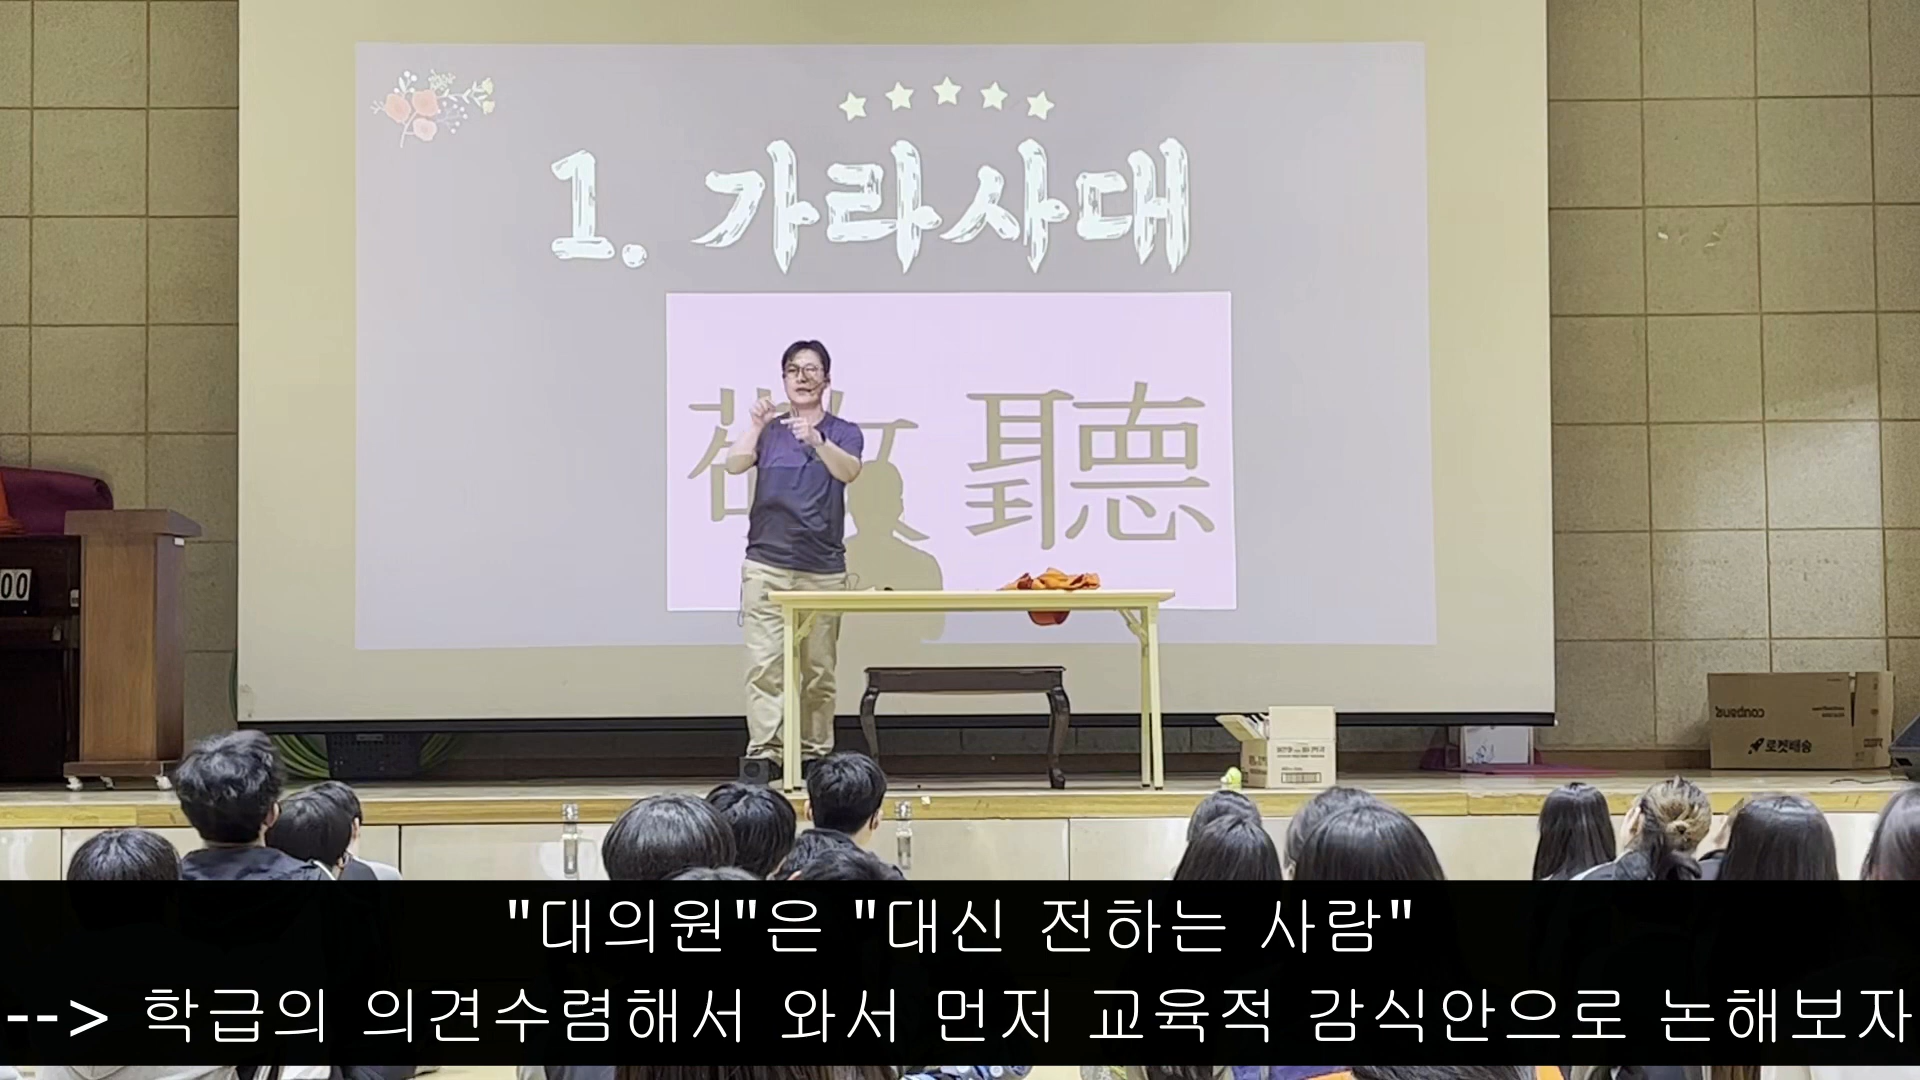 1. 가라사대
敬聽
00
로켓배송
"대의원"은 "대신 전하는 사람"
--> 학급의 의견수렴해서 와서 먼저 교육적 감식안으로 논해보자